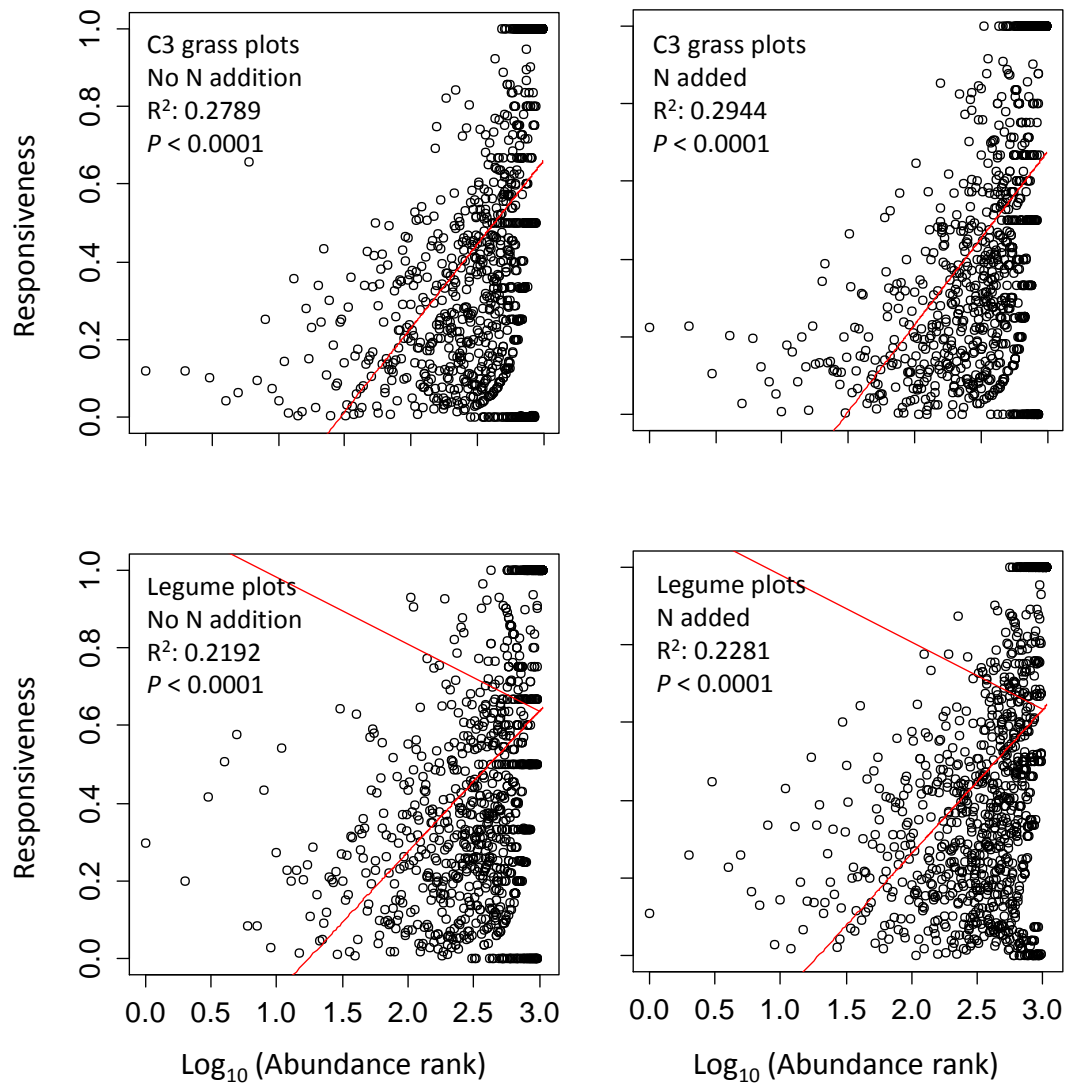 C3 grass plots
No N addition
R²: 0.2789
P < 0.0001
C3 grass plots
N added
R²: 0.2944
P < 0.0001
Responsiveness
0.0 0.2 0.4 0.6 0.8 1.0
Legume plots
No N addition
R²: 0.2192
P < 0.0001
Legume plots
N added
R²: 0.2281
P < 0.0001
Responsiveness
0.0 0.2 0.4 0.6 0.8 1.0
0.0 0.5 1.0 1.5 2.0 2.5 3.0
0.0 0.5 1.0 1.5 2.0 2.5 3.0
Log₁₀ (Abundance rank)
Log₁₀ (Abundance rank)